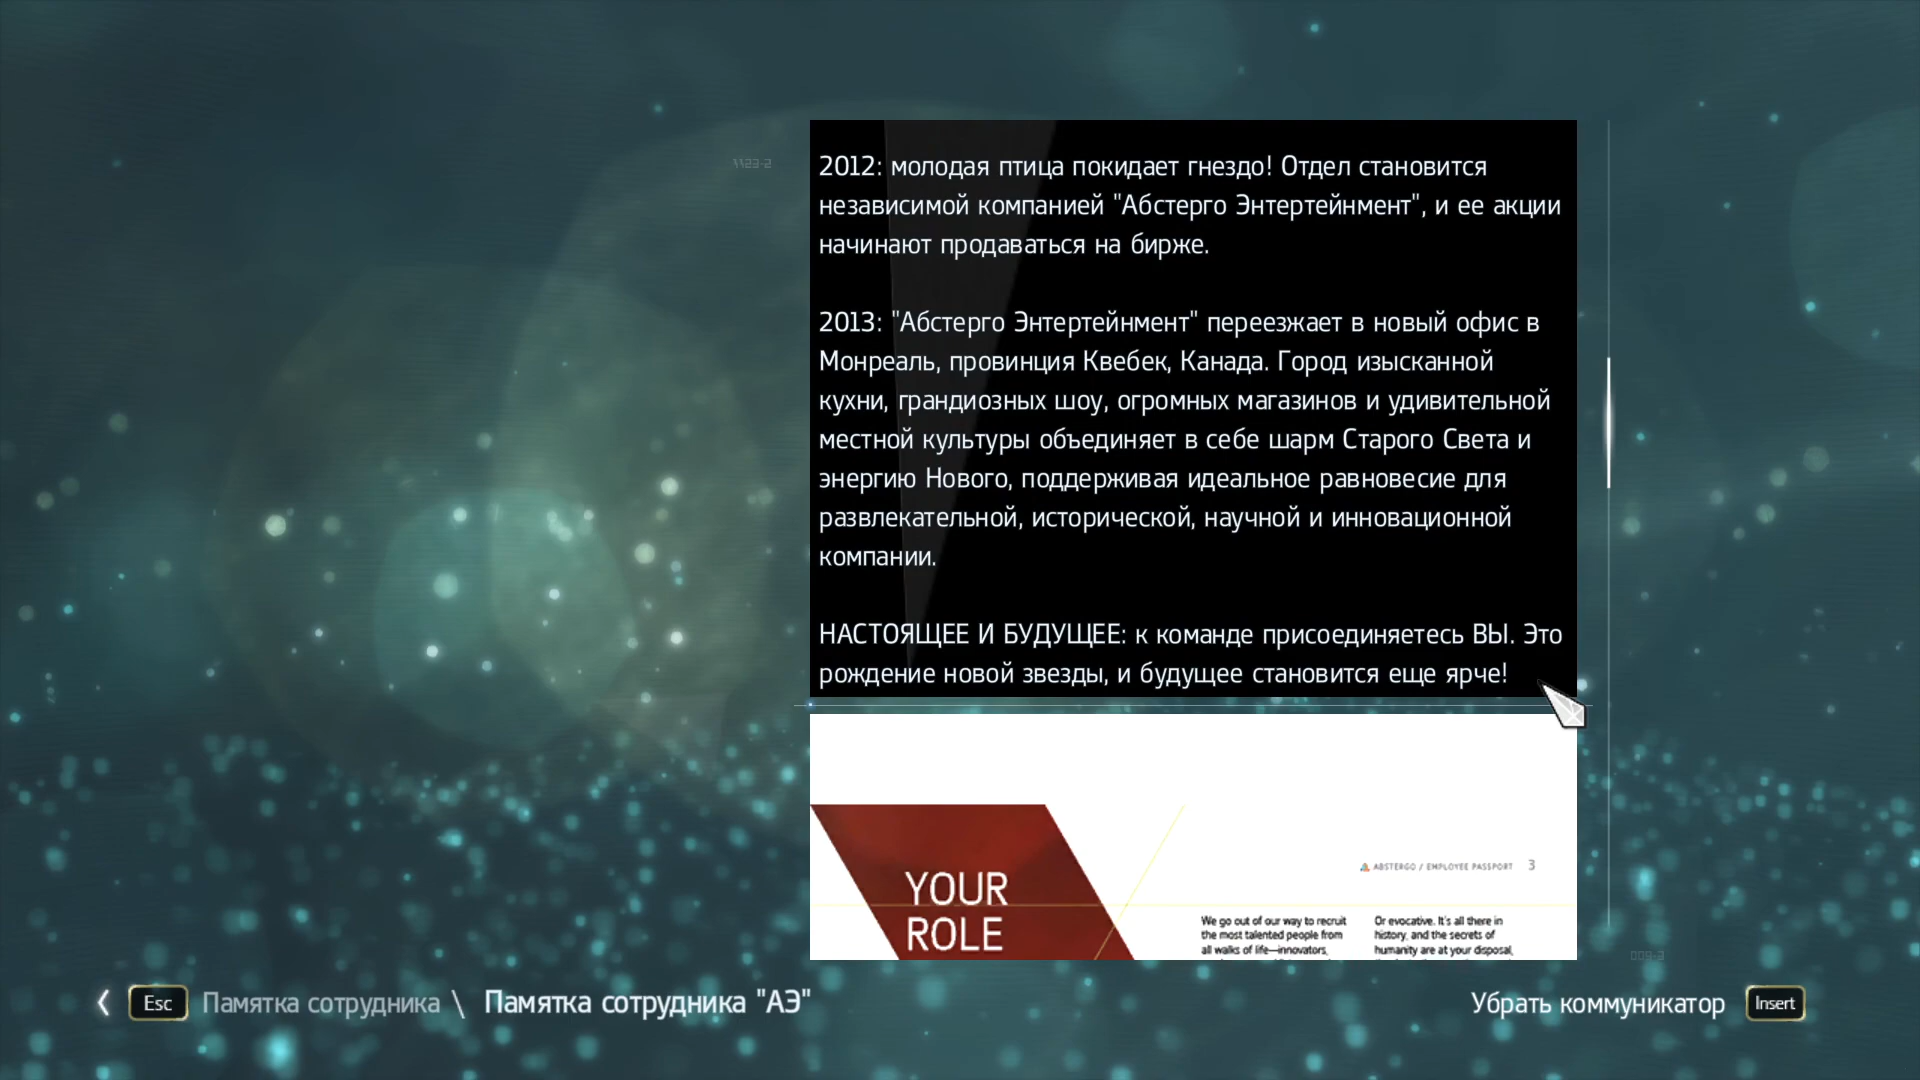 2012: молодая птица покидает гнездо! Отдел становится
независимой компанией "Абстерго Энтертейнмент", и ее акции
начинают продаваться на бирже.
2013: "Абстерго Энтертейнмент" переезжает в новый офис в
Монреаль, провинция Квебек, Канада. Город изысканной
кухни, грандиозных шоу, огромных магазинов и удивительной
местной культуры объединяет в себе шарм Старого Света и
энергию Нового, поддерживая идеальное равновесие для
развлекательной, исторической, научной и инновационной
компании.
НАСТОЯЩЕЕ И БУДУЩЕЕ: к команде присоединяетесь ВЫ. Это
рождение новой звезды, и будущее становится еще ярче!
ABSTERGO / EMPLOYEE PASSPORT 3
YOUR
ROLE
We go out of our way to recruit
the most talented people from
all walks of life—innovators,
Or evocative. It's all there in
history, and the secrets of
humanity are at your disposal,
Esc Памятка сотрудника \ Памятка сотрудника "АЭ"
Убрать коммуникатор Insert